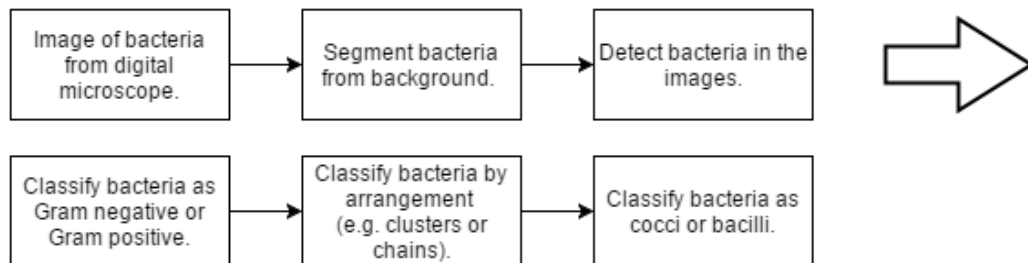 Image of bacteria
from digital
microscope.
Segment bacteria
from background.
Detect bacteria in the
images.
Classify bacteria as
Gram negative or
Gram positive.
Classify bacteria by
arrangement
(e.g. clusters or
chains).
Classify bacteria as
cocci or bacilli.